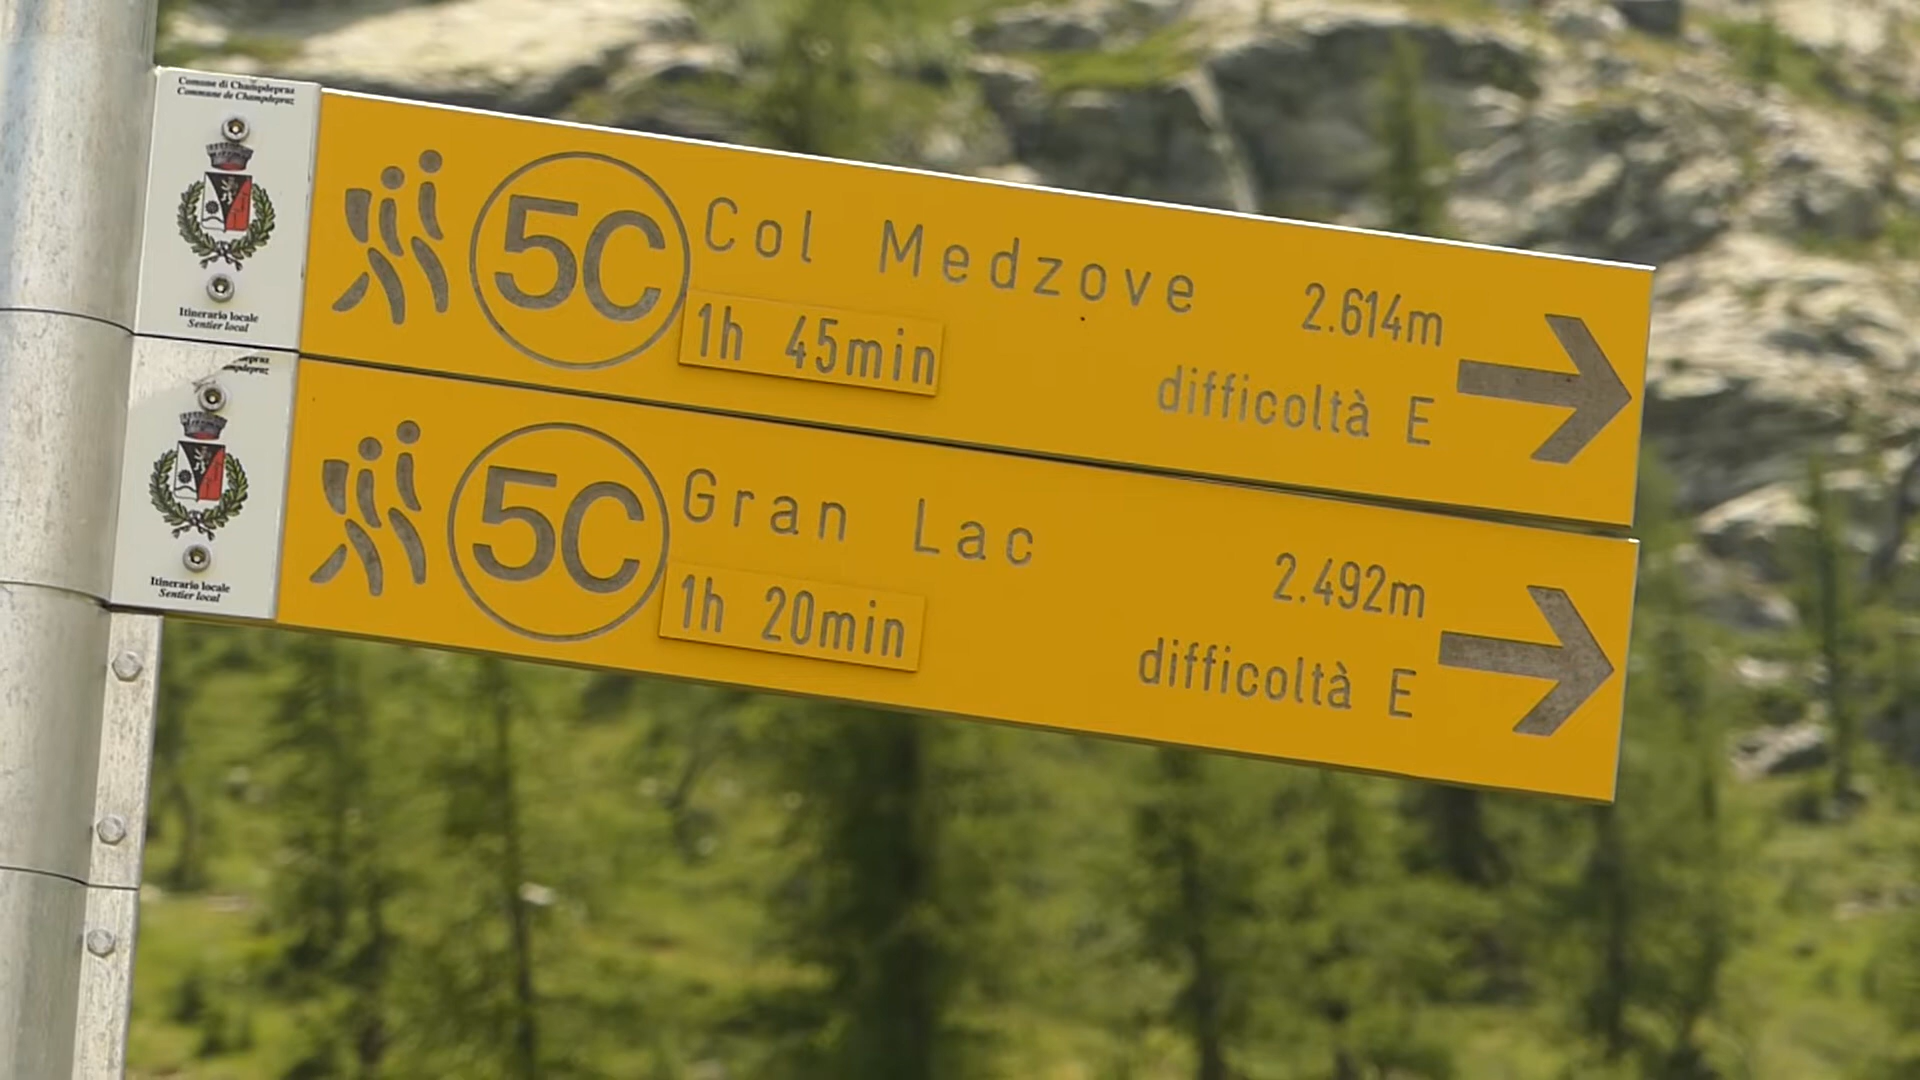 Comune di Champdepraz
Commune de Champdepraz
5C
Col Medzove
2.614m
1h 45min
difficoltà E
Itinerario locale
Sentier local
5C
Gran Lac
2.492m
1h 20min
difficoltà E
Itinerario locale
Sentier local